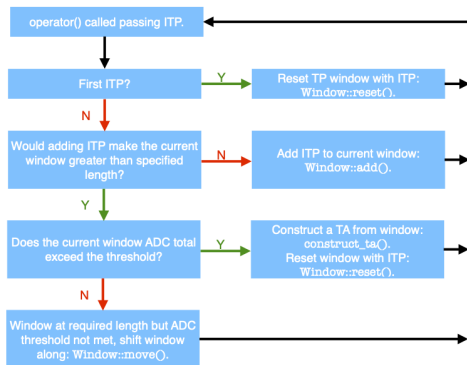 operator() called passing ITP.
First ITP?
Y
Reset TP window with ITP:
Window::reset().
N
Would adding ITP make the current
window greater than specified
length?
N
Add ITP to current window:
Window::add().
Y
Does the current window ADC total
exceed the threshold?
Y
Construct a TA from window:
construct_ta().
Reset window with ITP:
Window::reset().
N
Window at required length but ADC
threshold not met, shift window
along: Window::move().